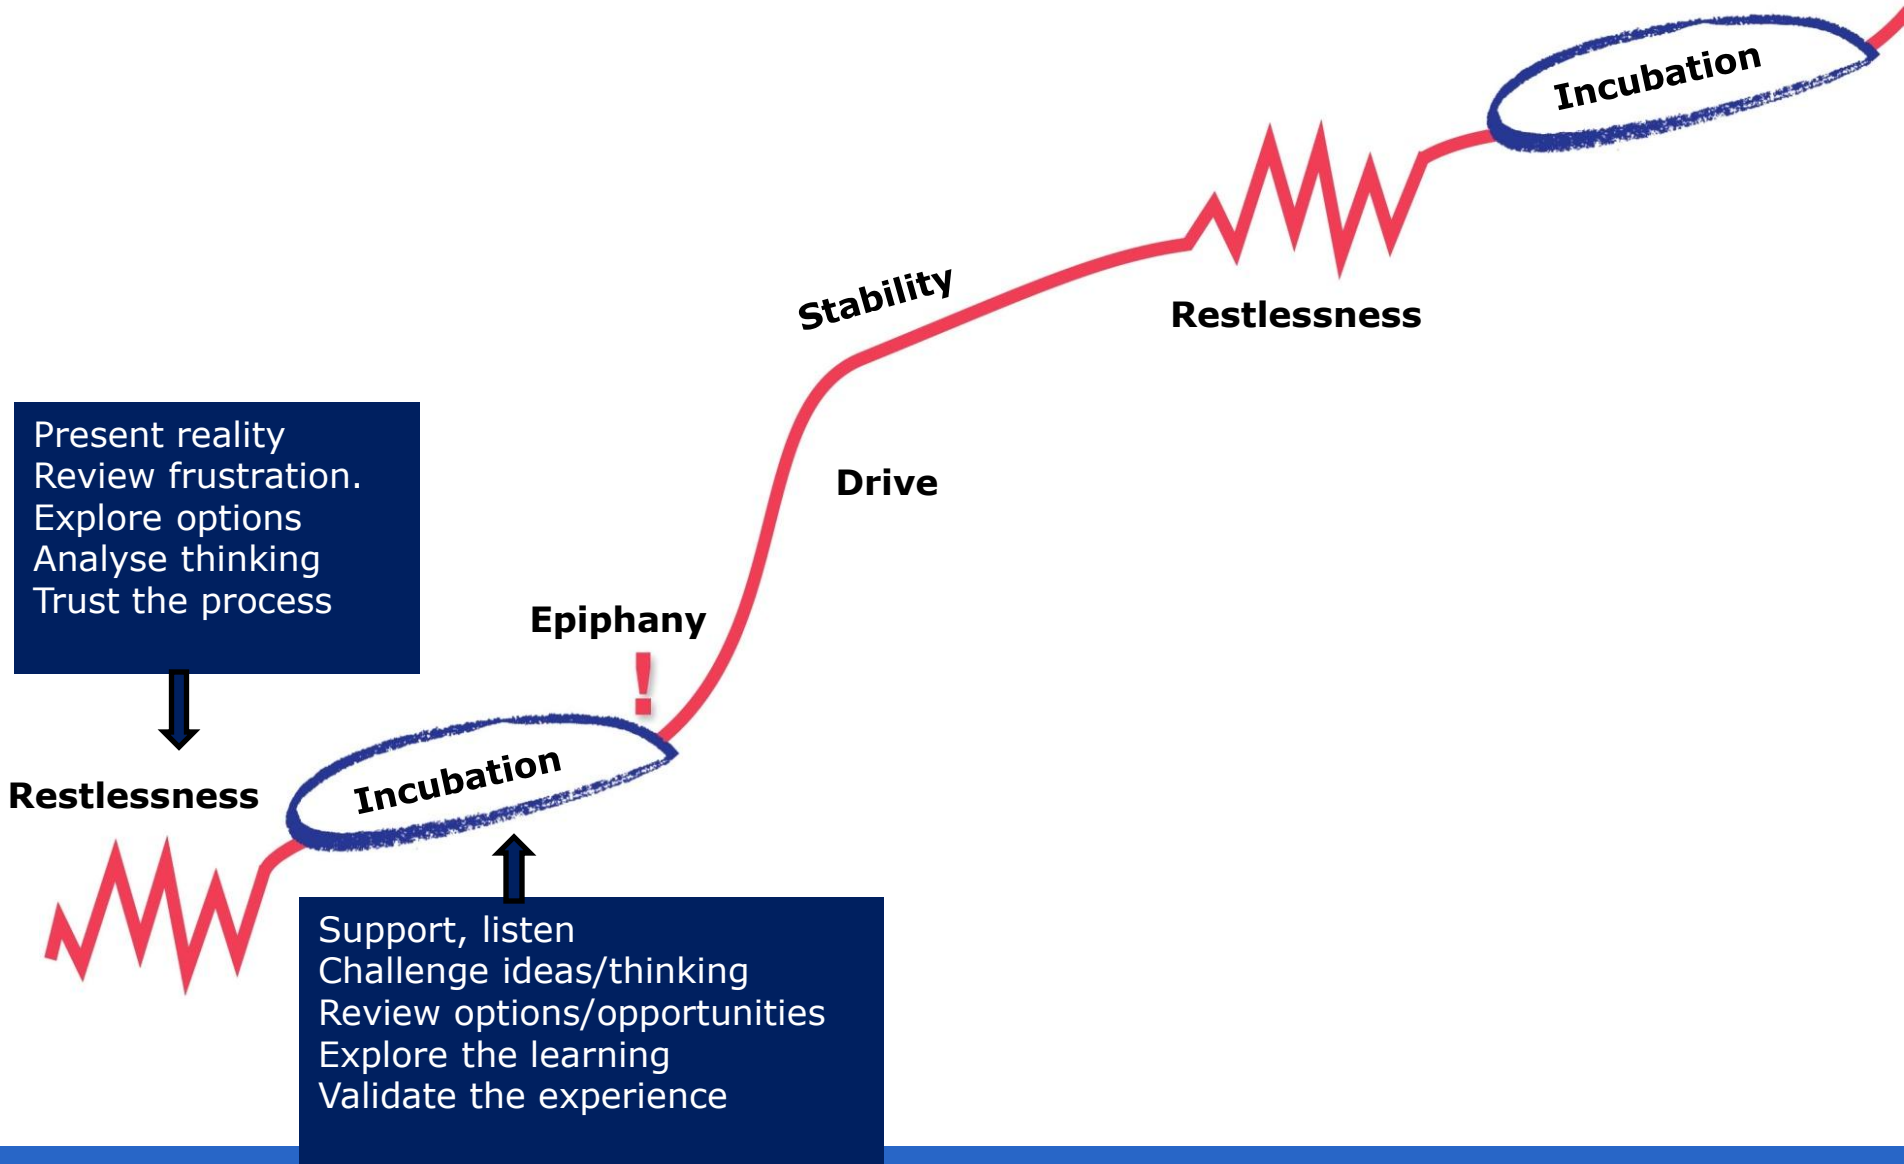 Incubation
Stability
Restlessness
Present reality
Review frustration.
Explore options
Analyse thinking
Trust the process
Drive
Epiphany
!
Restlessness
Incubation
Support, listen
Challenge ideas/thinking
Review options/opportunities
Explore the learning
Validate the experience